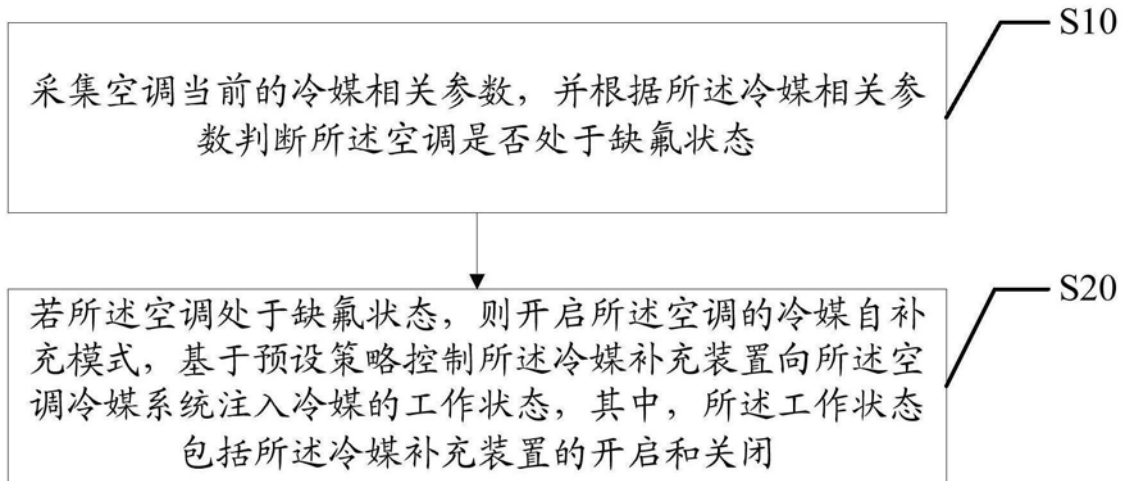 S10
采集空调当前的冷媒相关参数，并根据所述冷媒相关参
数判断所述空调是否处于缺氟状态
S20
若所述空调处于缺氟状态，则开启所述空调的冷媒自补
充模式，基于预设策略控制所述冷媒补充装置向所述空
调冷媒系统注入冷媒的工作状态，其中，所述工作状态
包括所述冷媒补充装置的开启和关闭